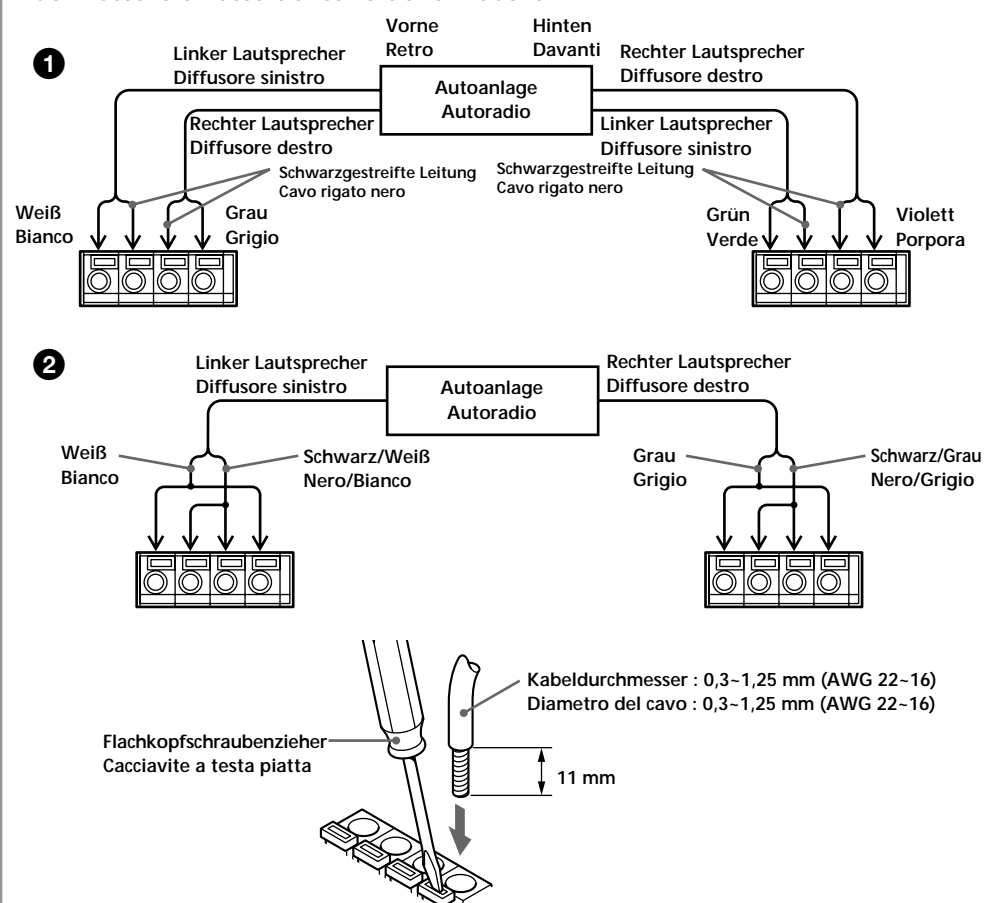 1
Vorne
Retro
Hinten
Davanti
Linker Lautsprecher
Diffusore sinistro
Rechter Lautsprecher
Diffusore destro
Autoanlage
Autoradio
Rechter Lautsprecher
Diffusore destro
Linker Lautsprecher
Diffusore sinistro
Schwarzgestreifte Leitung
Cavo rigato nero
Schwarzgestreifte Leitung
Cavo rigato nero
Weiß
Bianco
Grau
Grigio
Grün
Verde
Violett
Porpora
2
Linker Lautsprecher
Diffusore sinistro
Autoanlage
Autoradio
Rechter Lautsprecher
Diffusore destro
Weiß
Bianco
Schwarz/Weiß
Nero/Bianco
Grau
Grigio
Schwarz/Grau
Nero/Grigio
Kabeldurchmesser : 0,3~1,25 mm (AWG 22~16)
Diametro del cavo : 0,3~1,25 mm (AWG 22~16)
Flachkopfschraubenzieher
Cacciavite a testa piatta
11 mm